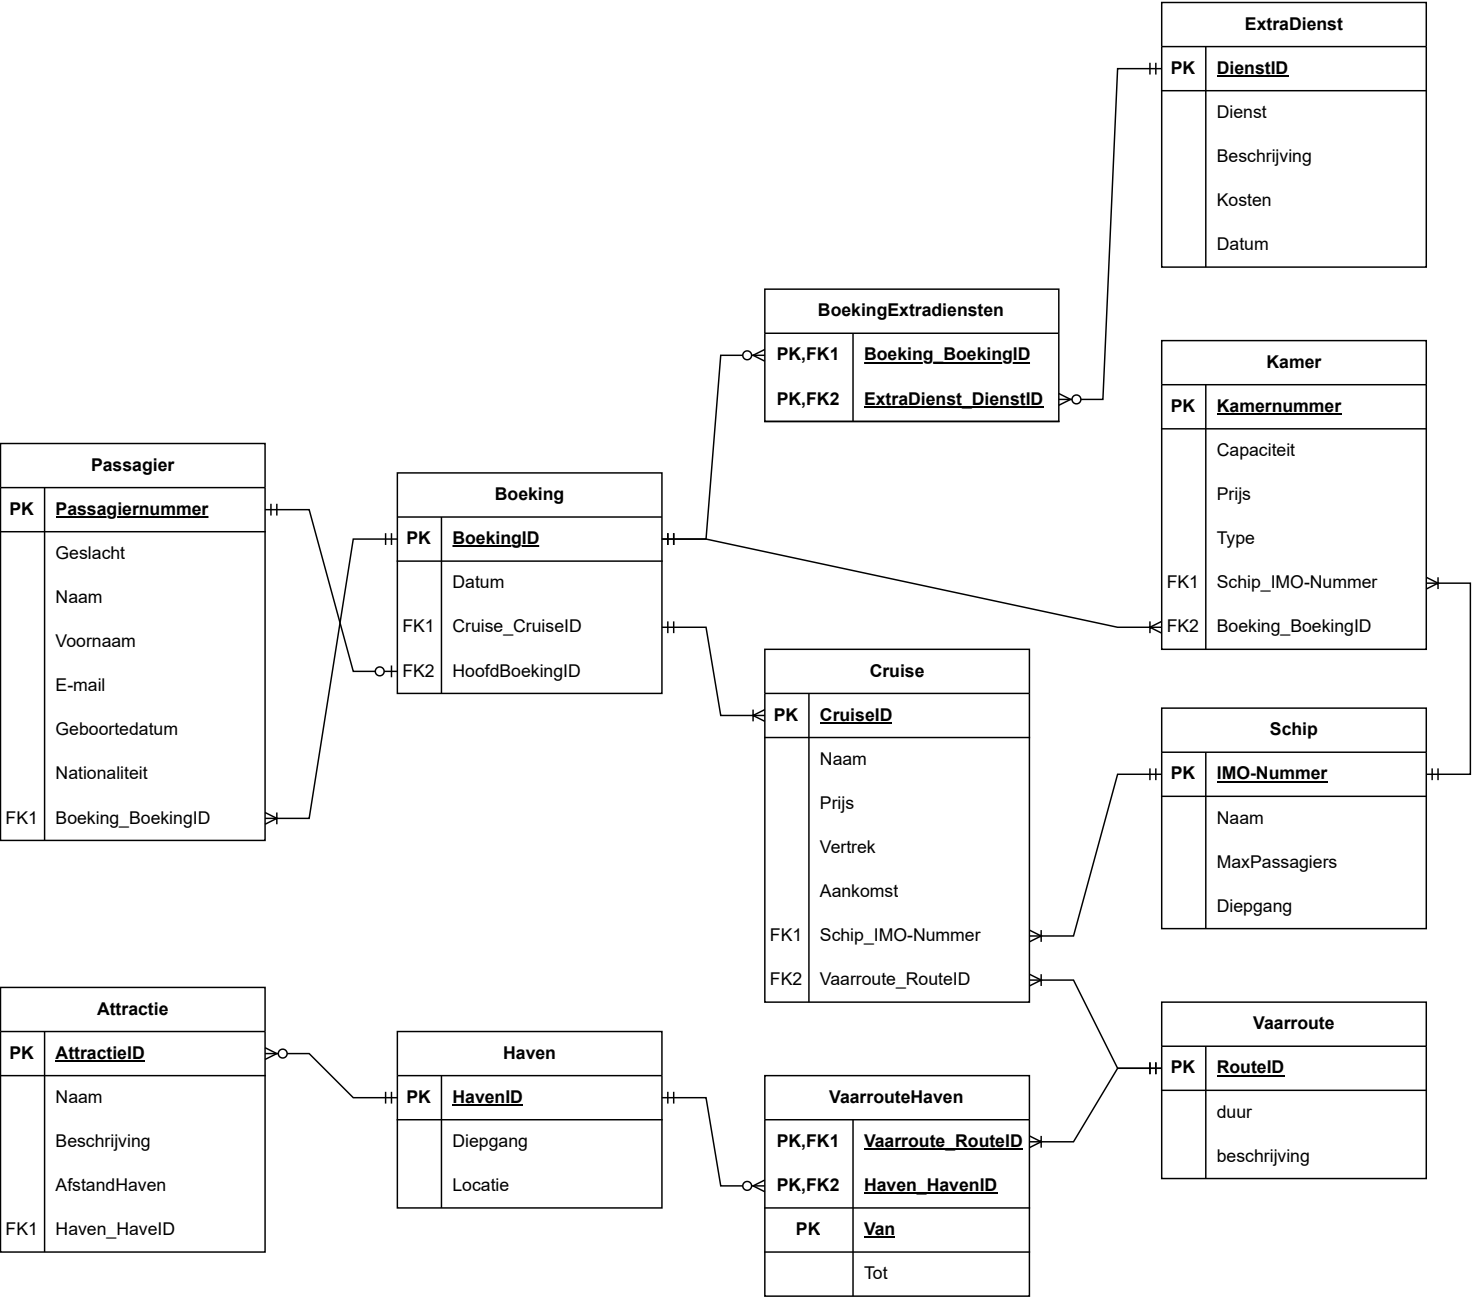 ExtraDienst
PK DienstID
Dienst
Beschrijving
Kosten
Datum
BoekingExtradiensten
PK,FK1 Boeking_BoekingID
PK,FK2 ExtraDienst_DienstID
Kamer
PK Kamernummer
Capaciteit
Prijs
Type
FK1 Schip_IMO-Nummer
FK2 Boeking_BoekingID
Passagier
PK Passagiernummer
Geslacht
Naam
Voornaam
E-mail
Geboortedatum
Nationaliteit
FK1 Boeking_BoekingID
Boeking
PK BoekingID
Datum
FK1 Cruise_CruiseID
FK2 HoofdBoekingID
Cruise
PK CruiseID
Naam
Prijs
Vertrek
Aankomst
FK1 Schip_IMO-Nummer
FK2 Vaarroute_RouteID
Schip
PK IMO-Nummer
Naam
MaxPassagiers
Diepgang
Attractie
PK AttractieID
Naam
Beschrijving
AfstandHaven
FK1 Haven_HaveID
Haven
PK HavenID
Diepgang
Locatie
VaarrouteHaven
PK,FK1 Vaarroute_RouteID
PK,FK2 Haven_HavenID
PK Van
Tot
Vaarroute
PK RouteID
duur
beschrijving